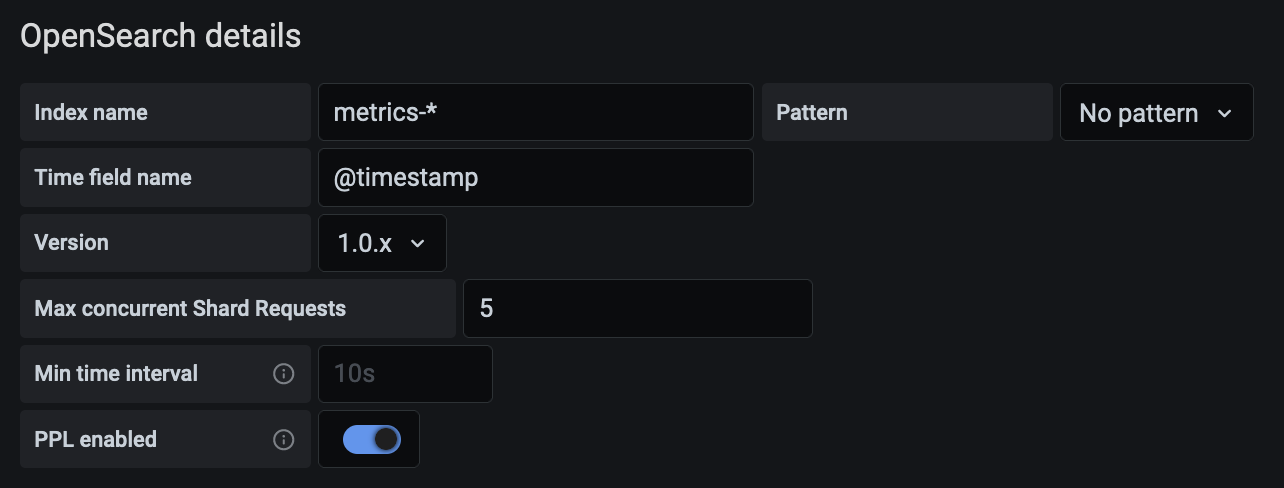 OpenSearch details
Index name metrics-* Pattern No pattern
Time field name @timestamp
Version 1.0.x
Max concurrent Shard Requests 5
Min time interval 10s
PPL enabled